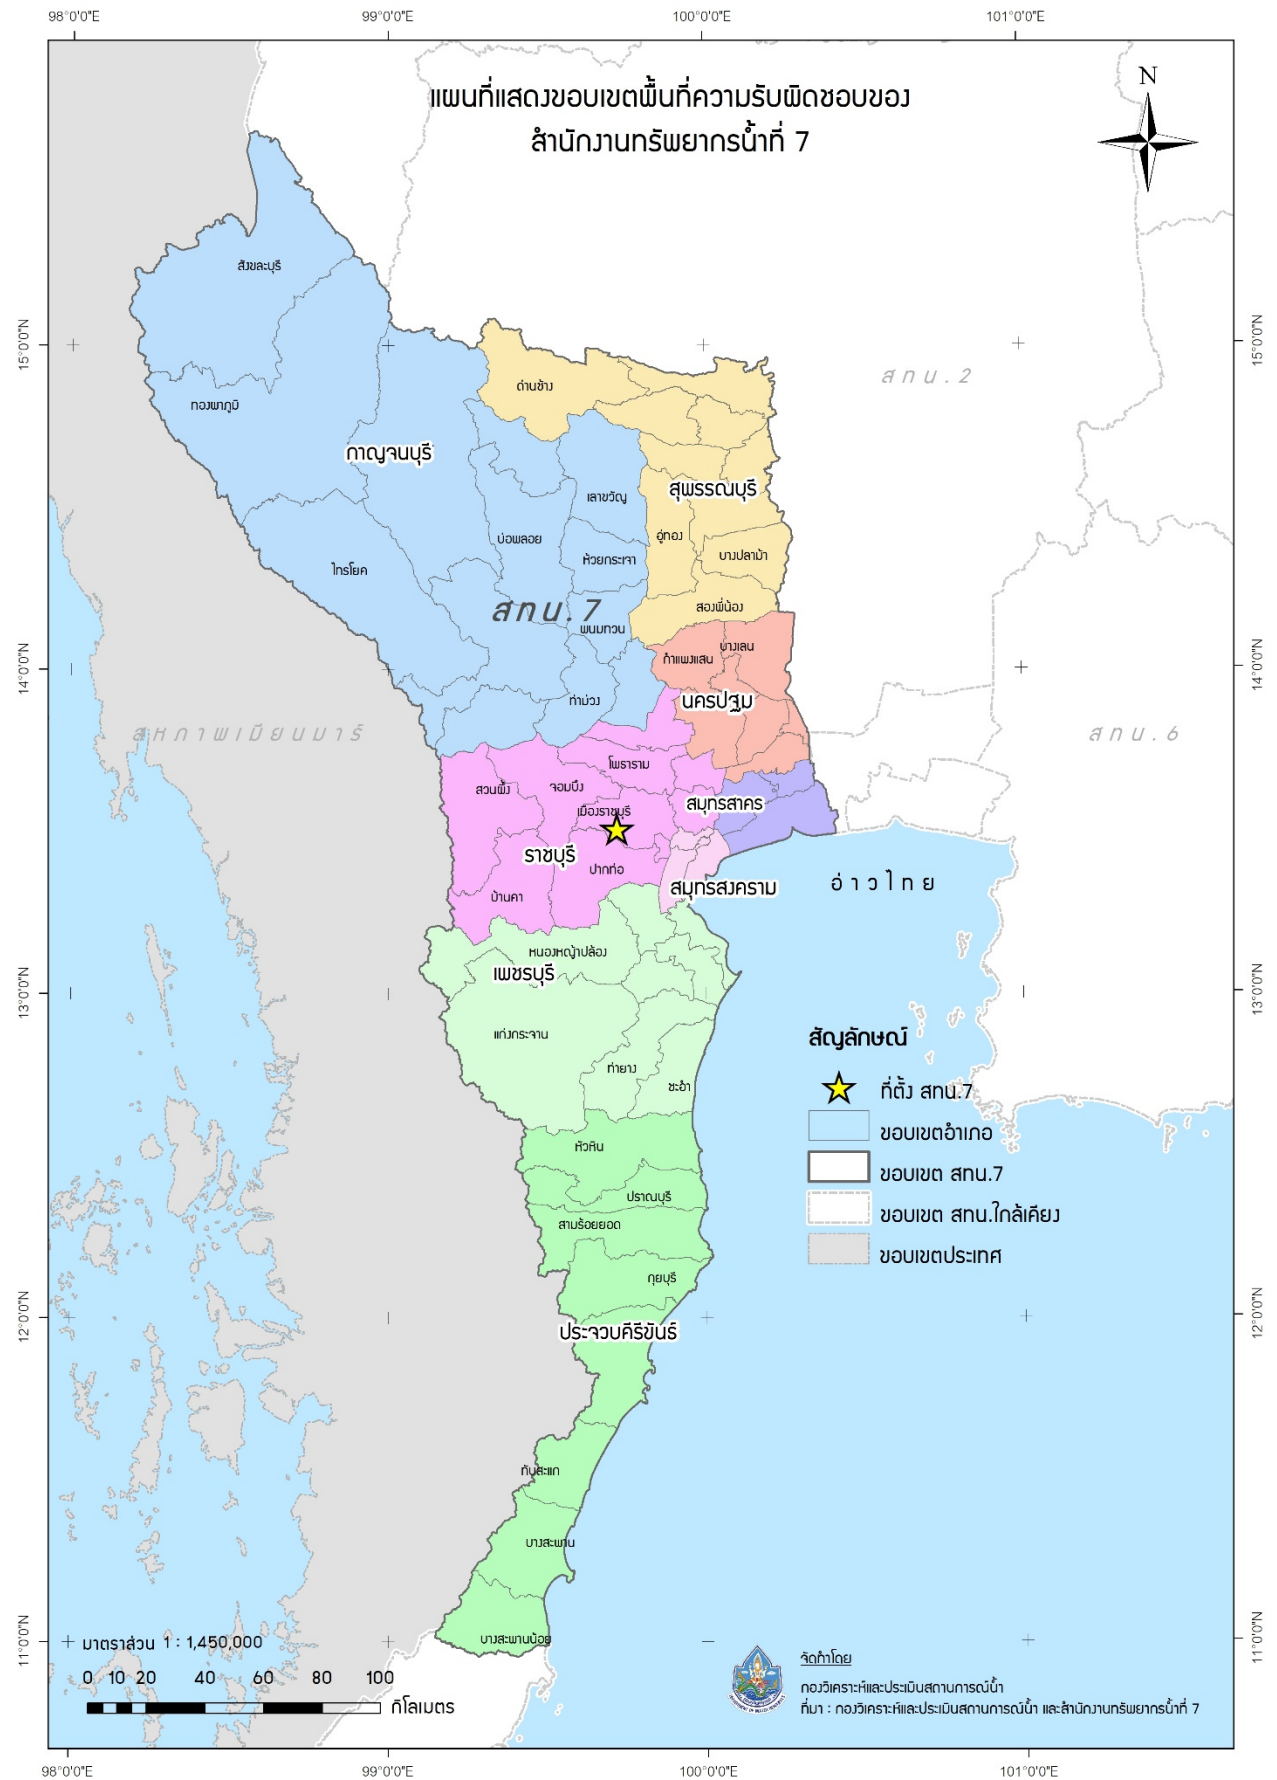 98°0'0"E 99°0'0"E 100°0'0"E 101°0'0"E
แผนที่แสดงขอบเขตพื้นที่ความรับผิดชอบของ
สำนักงานทรัพยากรน้ำที่ 7
N
สังขละบุรี
15°0'0"N 15°0'0"N
สทน.2
ด่านช้าง
ทองผาภูมิ
กาญจนบุรี
สุพรรณบุรี
เลาขวัญ
อู่ทอง
บ่อพลอย
บางปลาม้า
ห้วยกระเจา
ไทรโยค
สทน.7
สองพี่น้อง
พนมทวน
บางเลน
กำแพงแสน
14°0'0"N 14°0'0"N
ท่าม่วง
นครปฐม
สหภาพเมียนมาร์
สทน.6
โพธาราม
สวนผึ้ง
จอมบึง
สมุทรสาคร
เมืองราชบุรี
ราชบุรี
ปากท่อ
อ่าวไทย
สมุทรสงคราม
บ้านคา
หนองหญ้าปล้อง
เพชรบุรี
13°0'0"N 13°0'0"N
แก่งกระจาน
ท่ายาง
ชะอำ
สัญลักษณ์
ที่ตั้ง สทน.7
ขอบเขตอำเภอ
ขอบเขต สทน.7
ขอบเขต สทน.ใกล้เคียง
ขอบเขตประเทศ
หัวหิน
ปราณบุรี
สามร้อยยอด
กุยบุรี
12°0'0"N 12°0'0"N
ประจวบคีรีขันธ์
ทับสะแก
บางสะพาน
บางสะพานน้อย
11°0'0"N 11°0'0"N
มาตราส่วน 1 : 1,450,000
0 10 20 40 60 80 100
กิโลเมตร
จัดทำโดย
กองวิเคราะห์และประเมินสถานการณ์น้ำ
ที่มา : กองวิเคราะห์และประเมินสถานการณ์น้ำ และสำนักงานทรัพยากรน้ำที่ 7
98°0'0"E 99°0'0"E 100°0'0"E 101°0'0"E